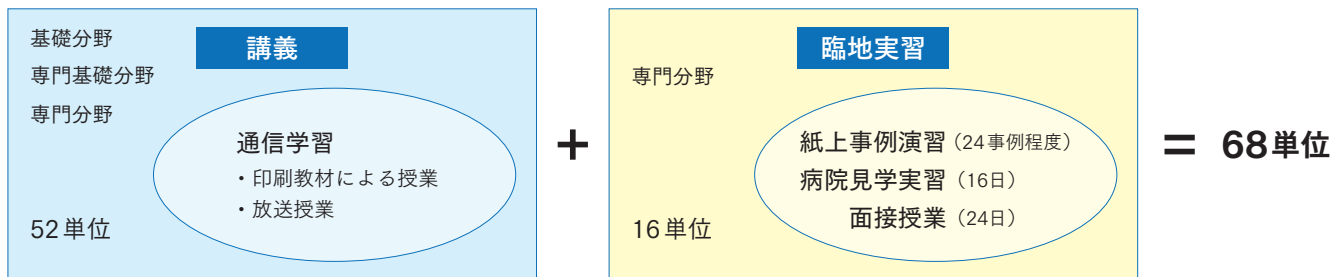 講義
基礎分野
専門基礎分野
専門分野
通信学習
・印刷教材による授業
・放送授業
52単位
+
臨地実習
専門分野
紙上事例演習（24事例程度）
病院見学実習（16日）
面接授業（24日）
16単位
= 68単位